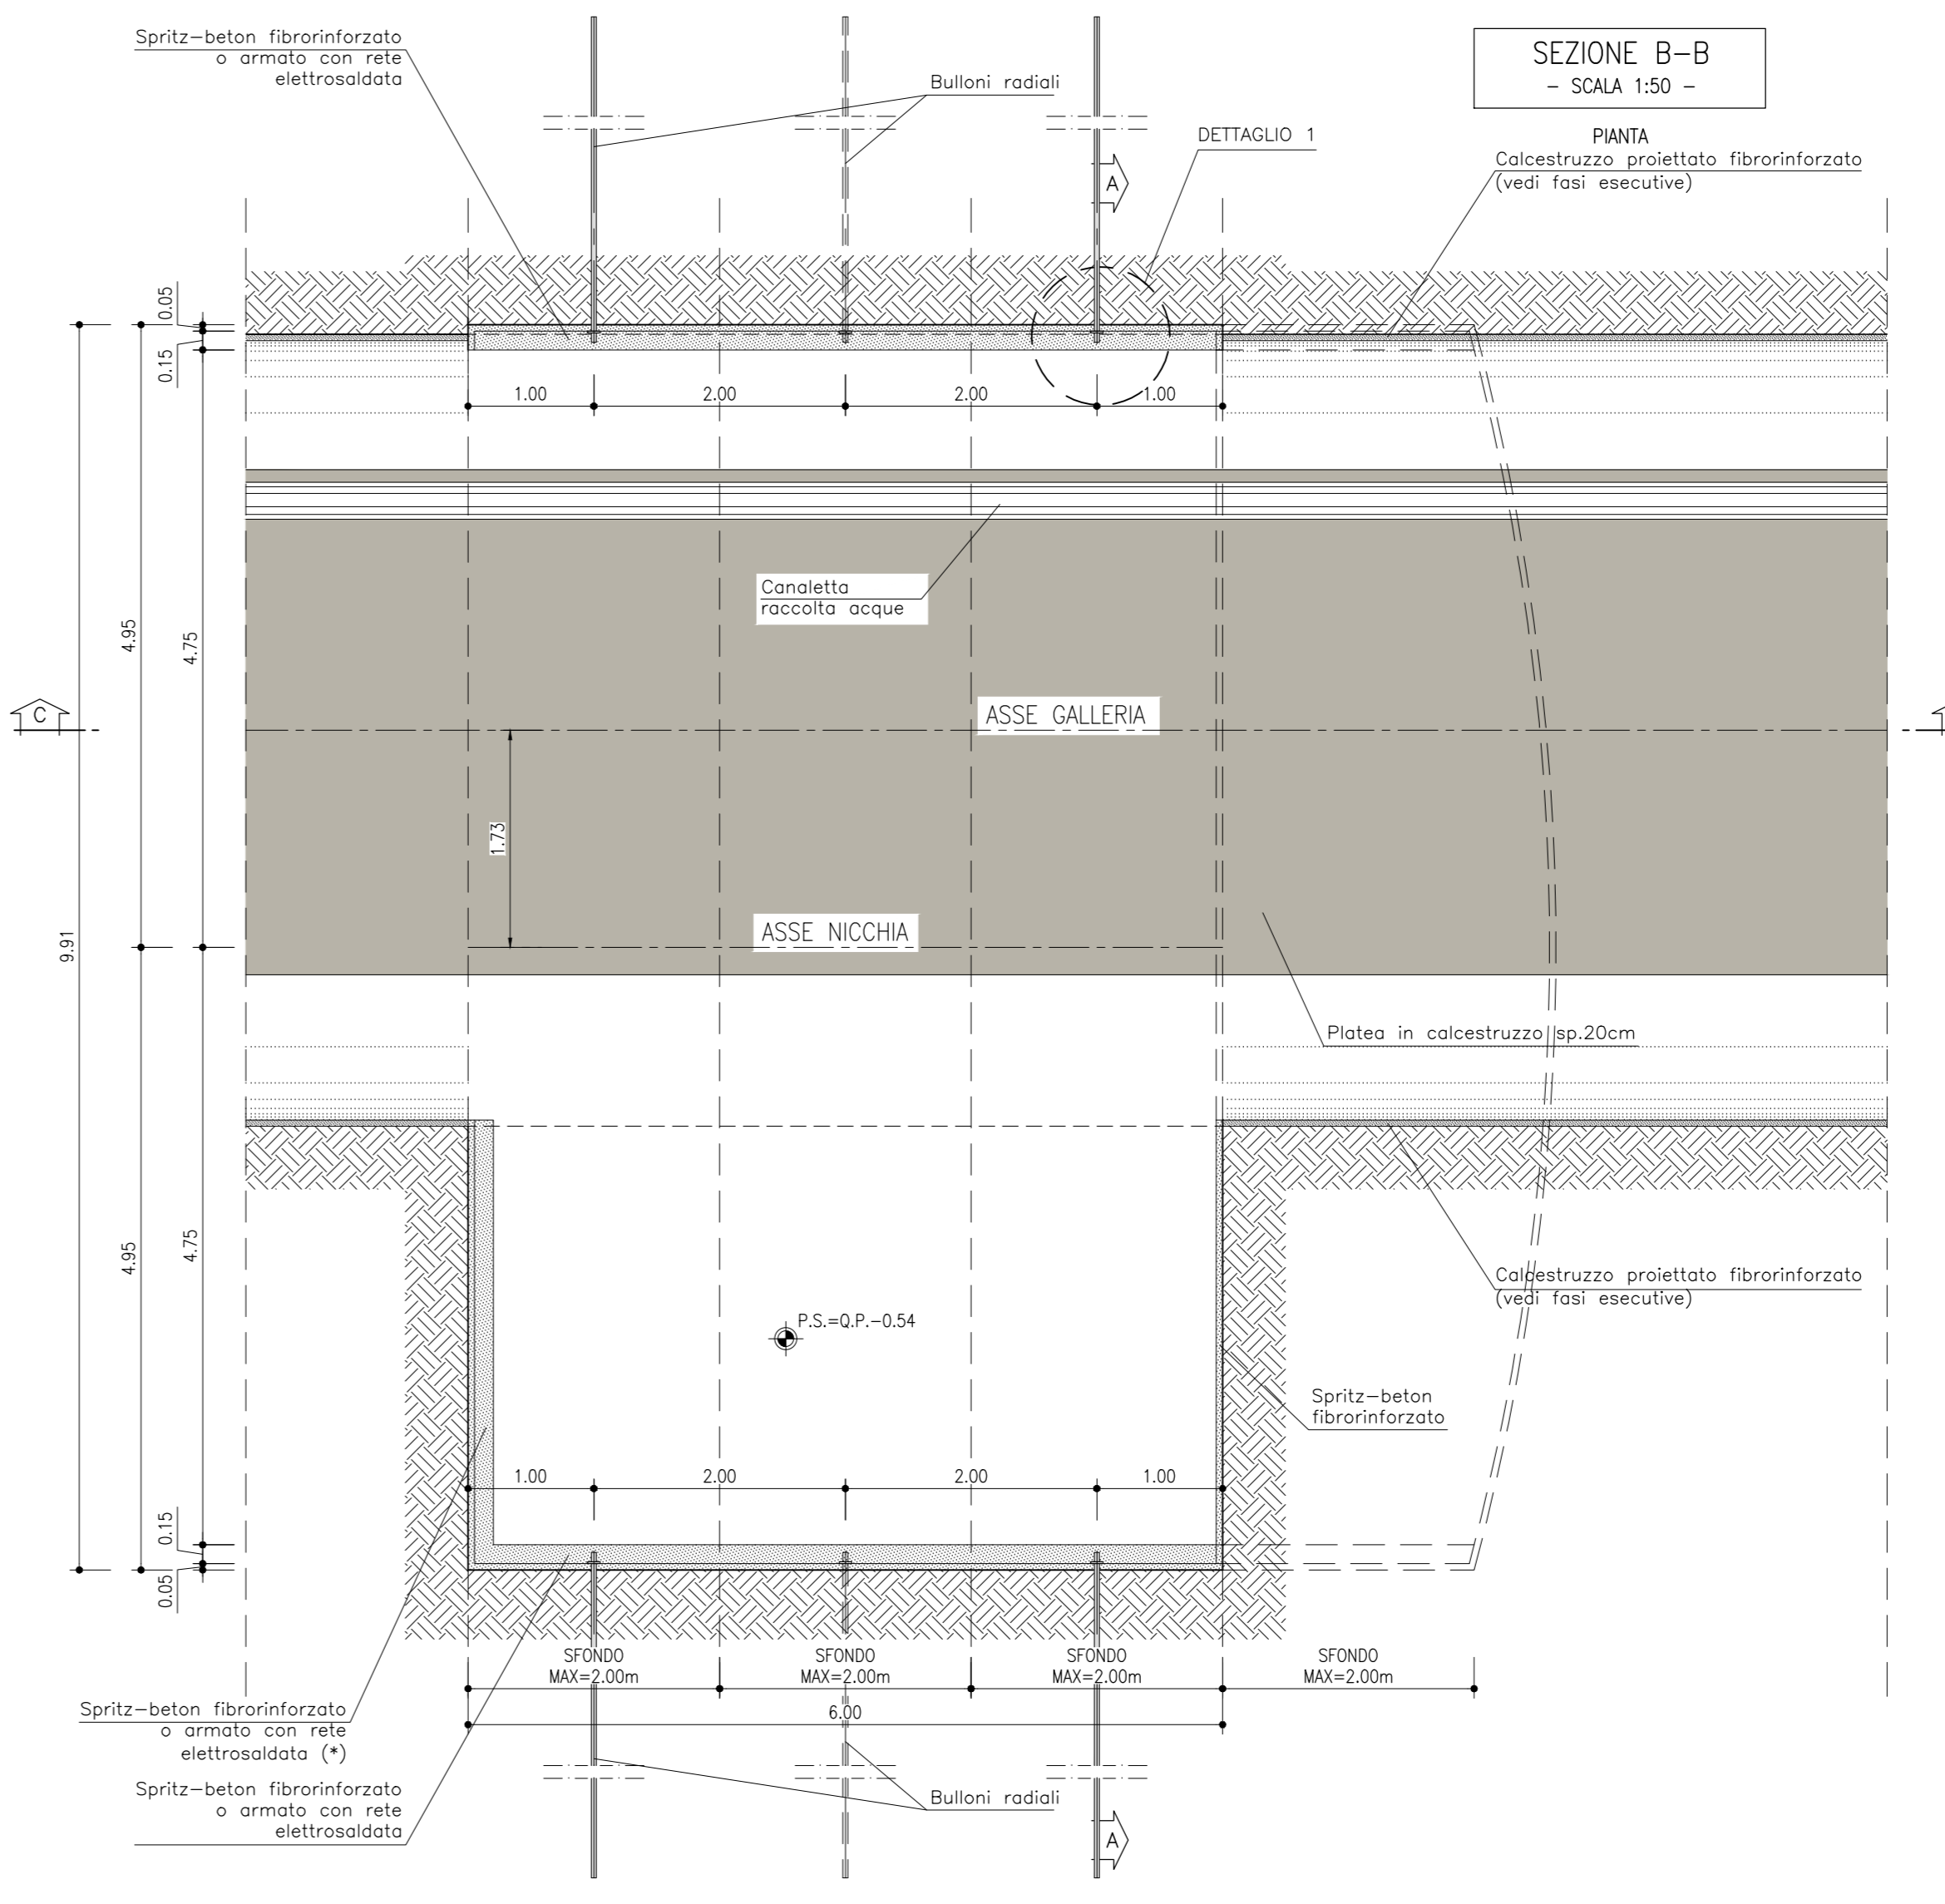 Spritz-beton fibrorinforzato
o armato con rete
elettrosaldata
Bulloni radiali
SEZIONE B-B
- SCALA 1:50 -
DETTAGLIO 1
PIANTA
Calcestruzzo proiettato fibrorinforzato
(vedi fasi esecutive)
A
0.05
0.15
1.00
2.00
2.00
1.00
Canaletta
raccolta acque
4.95
4.75
C
ASSE GALLERIA
1.73
ASSE NICCHIA
9.91
Platea in calcestruzzo sp.20cm
4.95
4.75
Calcestruzzo proiettato fibrorinforzato
(vedi fasi esecutive)
P.S.=Q.P.-0.54
Spritz-beton
fibrorinforzato
1.00
2.00
2.00
1.00
0.15
0.05
SFONDO
MAX=2.00m
SFONDO
MAX=2.00m
SFONDO
MAX=2.00m
SFONDO
MAX=2.00m
6.00
Spritz-beton fibrorinforzato
o armato con rete
elettrosaldata (*)
Spritz-beton fibrorinforzato
o armato con rete
elettrosaldata
Bulloni radiali
A